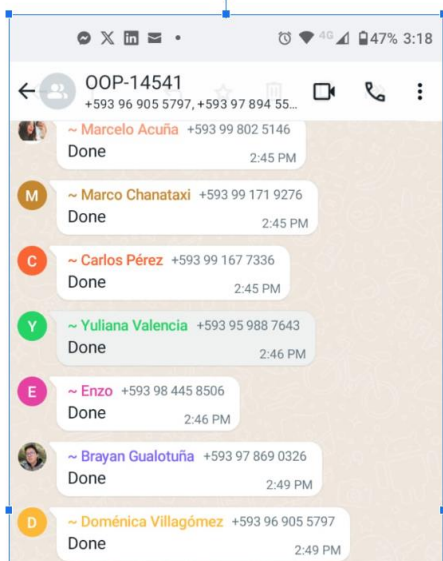 4G 47% 3:18
OOP-14541
+593 96 905 5797, +593 97 894 55...
~ Marcelo Acuña +593 99 802 5146
Done
2:45 PM
M
~ Marco Chanataxi +593 99 171 9276
Done
2:45 PM
C
~ Carlos Pérez +593 99 167 7336
Done
2:45 PM
Y
~ Yuliana Valencia +593 95 988 7643
Done
2:46 PM
E
~ Enzo +593 98 445 8506
Done
2:46 PM
~ Brayan Gualotuña +593 97 869 0326
Done
2:49 PM
D
~ Doménica Villagómez +593 96 905 5797
Done
2:49 PM